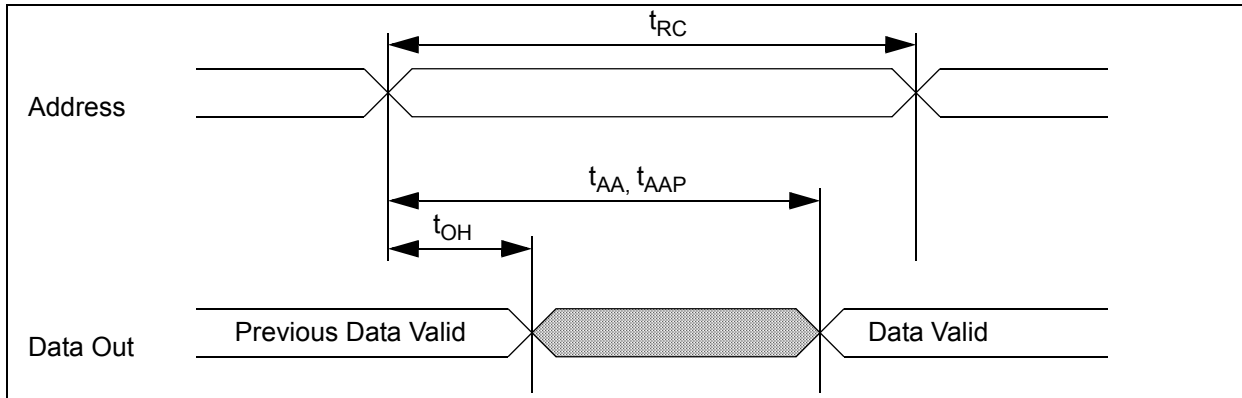 tRC
Address
tAA, tAAP
tOH
Previous Data Valid
Data Valid
Data Out